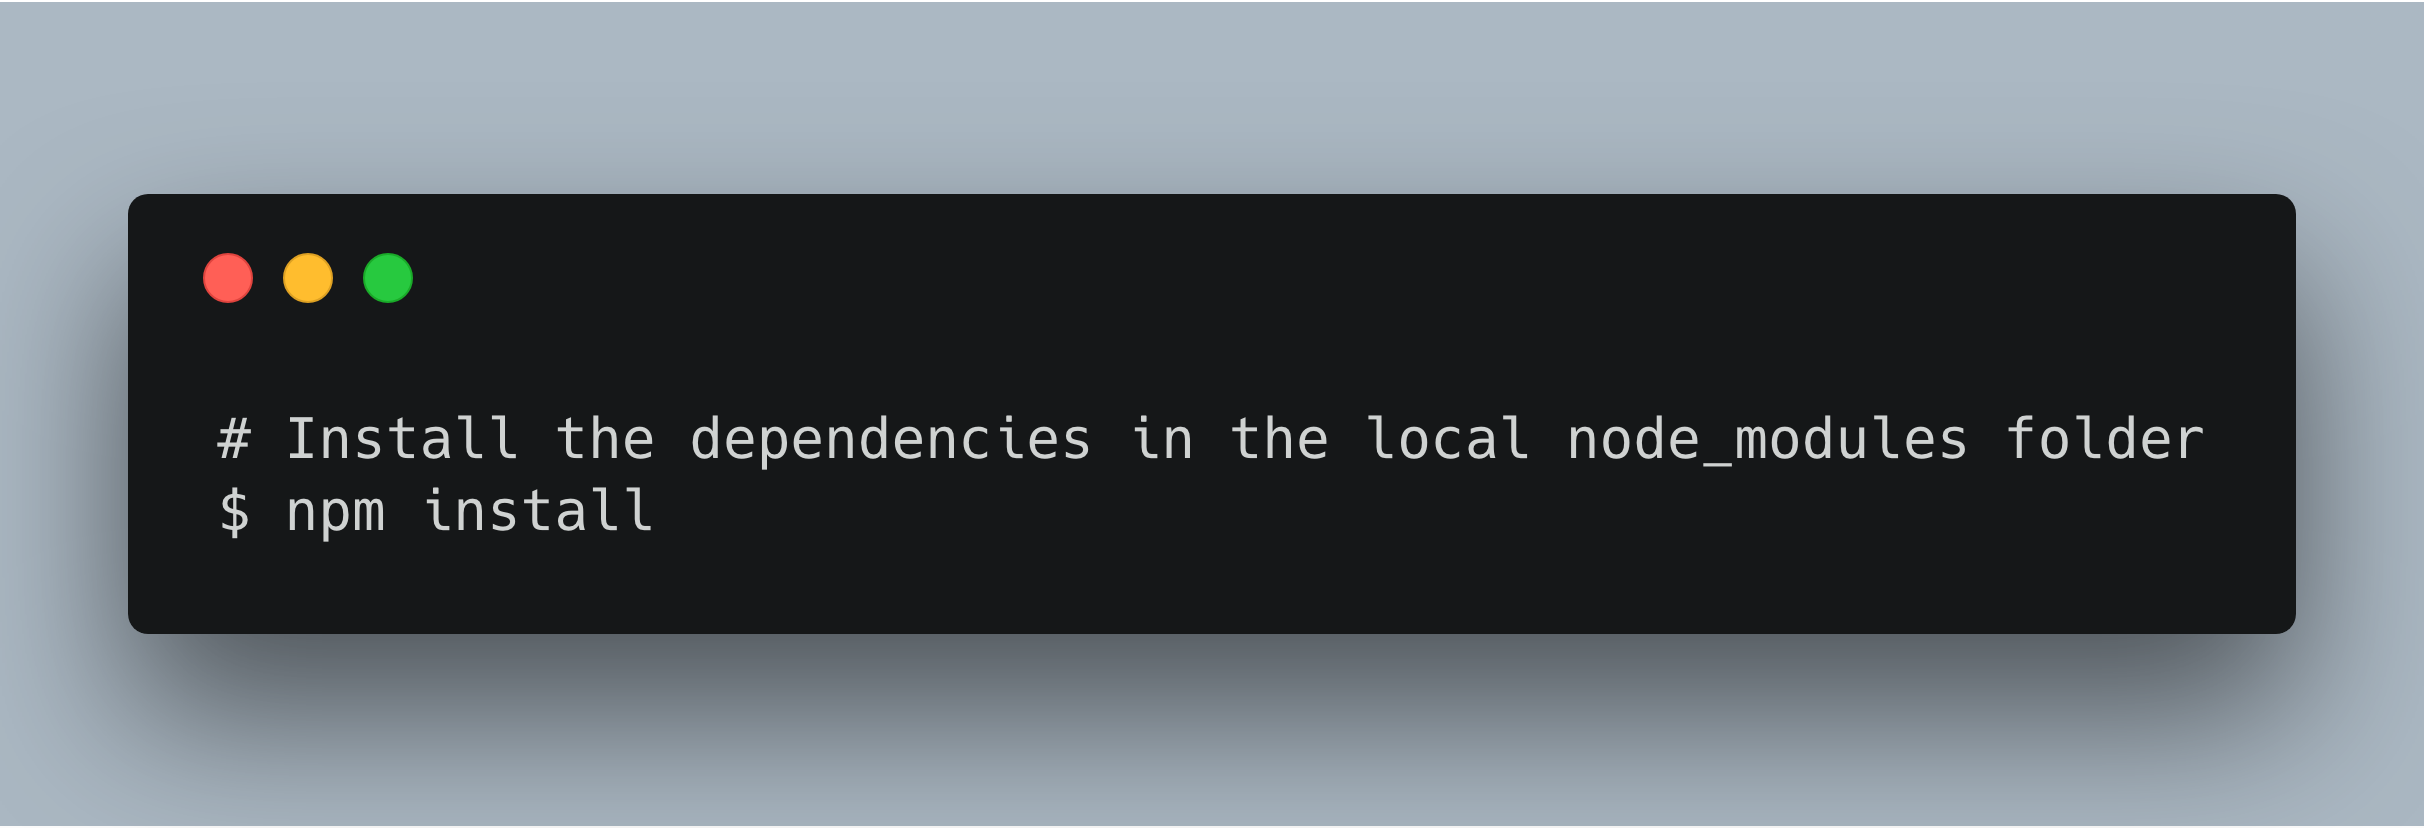 # Install the dependencies in the local node_modules folder
$ npm install